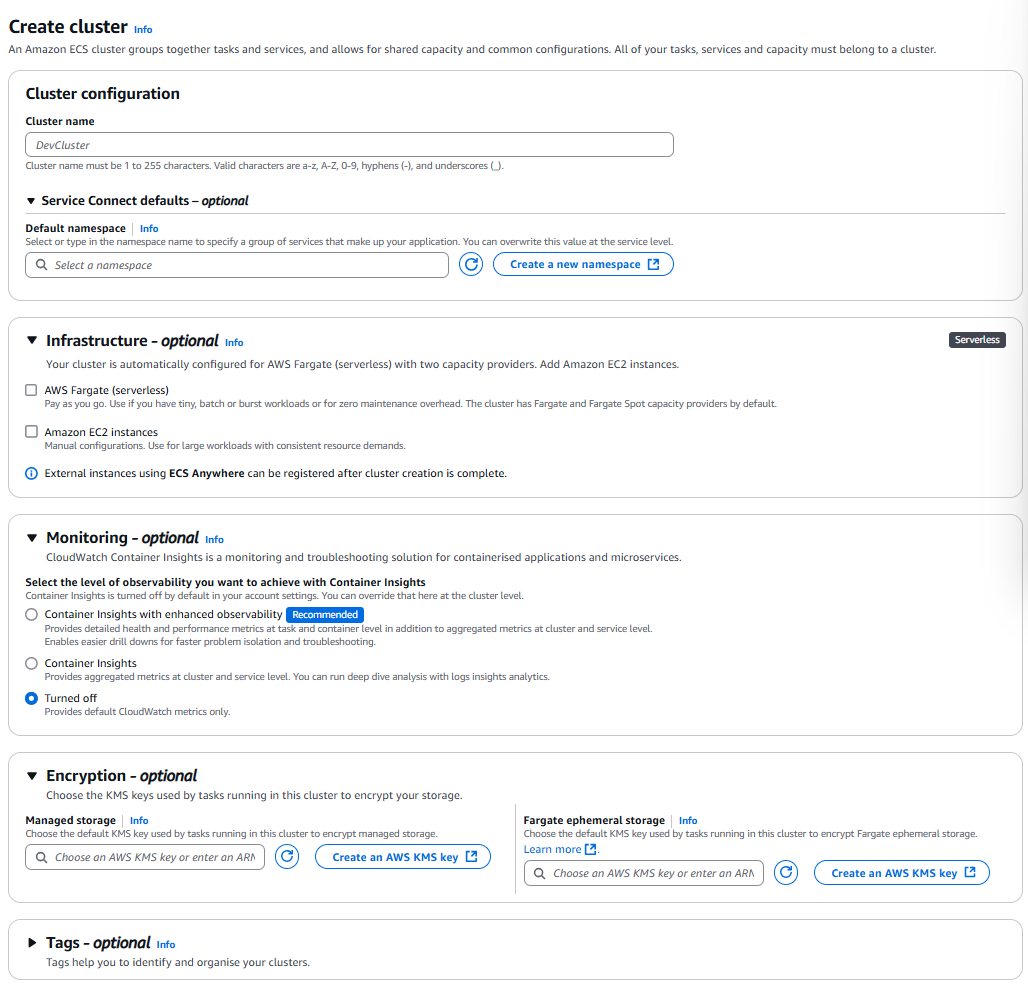 Create cluster Info
An Amazon ECS cluster groups together tasks and services, and allows for shared capacity and common configurations. All of your tasks, services and capacity must belong to a cluster.
Cluster configuration
Cluster name
DevCluster
Cluster name must be 1 to 255 characters. Valid characters are a-z, A-Z, 0-9, hyphens (-), and underscores (_).
Service Connect defaults – optional
Default namespace Info
Select or type in the namespace name to specify a group of services that make up your application. You can overwrite this value at the service level.
Select a namespace
Create a new namespace
Infrastructure - optional Info
Serverless
Your cluster is automatically configured for AWS Fargate (serverless) with two capacity providers. Add Amazon EC2 instances.
AWS Fargate (serverless)
Pay as you go. Use if you have tiny, batch or burst workloads or for zero maintenance overhead. The cluster has Fargate and Fargate Spot capacity providers by default.
Amazon EC2 instances
Manual configurations. Use for large workloads with consistent resource demands.
External instances using ECS Anywhere can be registered after cluster creation is complete.
Monitoring - optional Info
CloudWatch Container Insights is a monitoring and troubleshooting solution for containerised applications and microservices.
Select the level of observability you want to achieve with Container Insights
Container Insights is turned off by default in your account settings. You can override that here at the cluster level.
Container Insights with enhanced observability Recommended
Provides detailed health and performance metrics at task and container level in addition to aggregated metrics at cluster and service level.
Enables easier drill downs for faster problem isolation and troubleshooting.
Container Insights
Provides aggregated metrics at cluster and service level. You can run deep dive analysis with logs insights analytics.
Turned off
Provides default CloudWatch metrics only.
Encryption - optional
Choose the KMS keys used by tasks running in this cluster to encrypt your storage.
Managed storage Info
Choose the default KMS key used by tasks running in this cluster to encrypt managed storage.
Choose an AWS KMS key or enter an ARN
Create an AWS KMS key
Fargate ephemeral storage Info
Choose the default KMS key used by tasks running in this cluster to encrypt Fargate ephemeral storage.
Learn more.
Choose an AWS KMS key or enter an ARN
Create an AWS KMS key
Tags - optional Info
Tags help you to identify and organise your clusters.